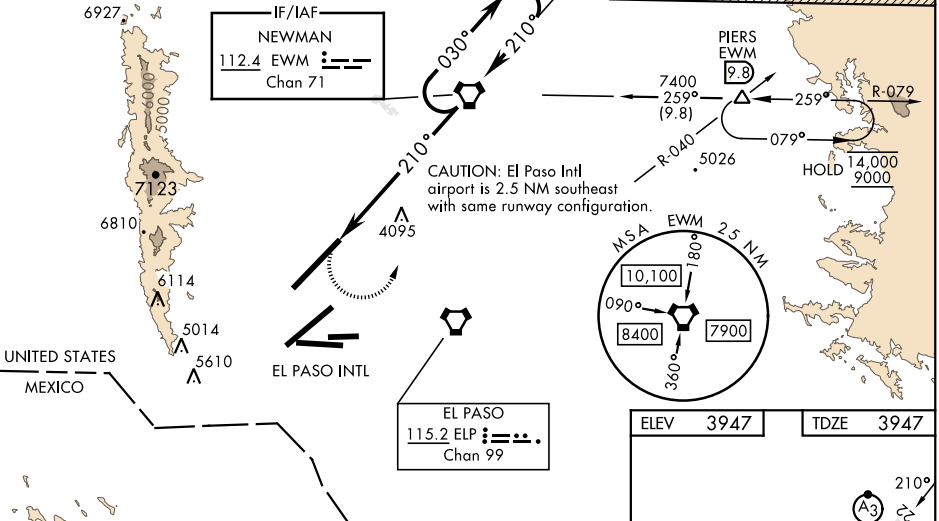 6927
6000
5000
7123
6810
6114
5014
5610
UNITED STATES
MEXICO
IF/IAF
NEWMAN
112.4 EWM
Chan 71
030°
210°
210°
CAUTION: El Paso Intl
airport is 2.5 NM southeast
with same runway configuration.
4095
EL PASO INTL
EL PASO
115.2 ELP
Chan 99
PIERS
EWM
9.8
7400
259°
(9.8)
259°
R-079
079°
R-040
5026
HOLD
14,000
9000
MSA EWM 25 NM
180°
10,100
090°
8400
7900
360°
ELEV 3947
TDZE 3947
210°
A3
22